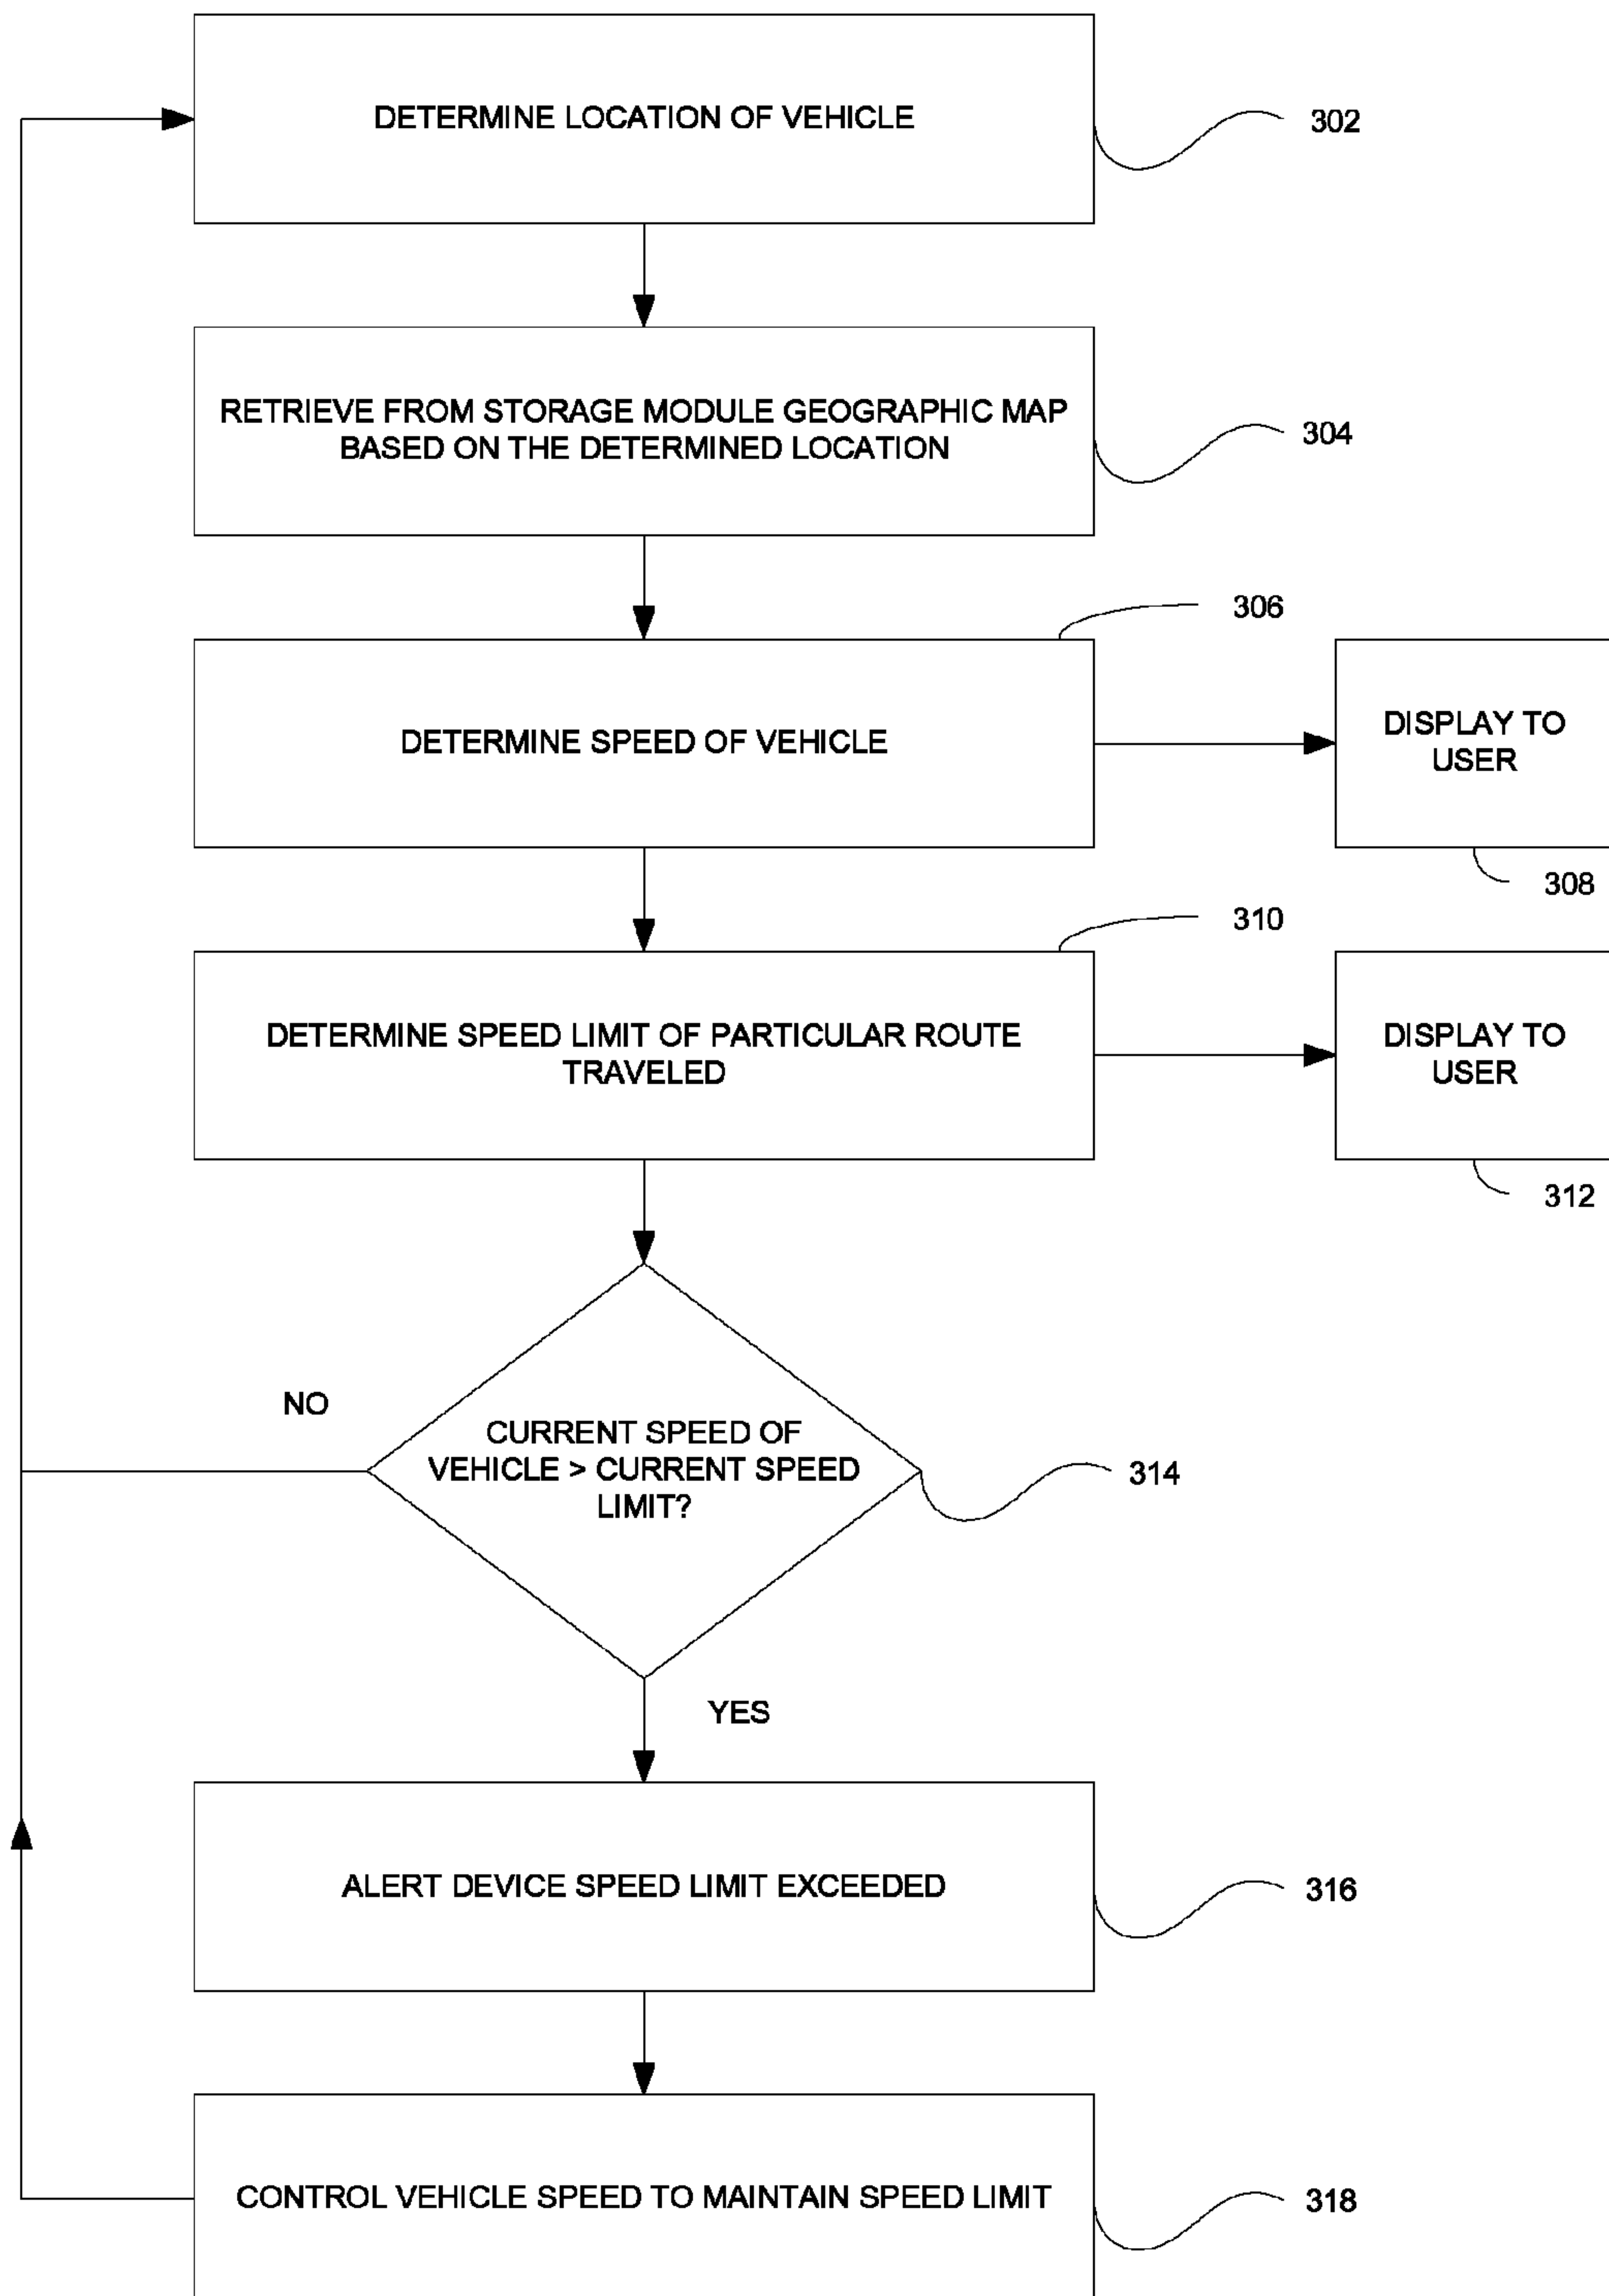 DETERMINE LOCATION OF VEHICLE
302
RETRIEVE FROM STORAGE MODULE GEOGRAPHIC MAP
BASED ON THE DETERMINED LOCATION
304
306
DETERMINE SPEED OF VEHICLE
DISPLAY TO
USER
308
310
DETERMINE SPEED LIMIT OF PARTICULAR ROUTE
TRAVELED
DISPLAY TO
USER
312
NO
CURRENT SPEED OF
VEHICLE > CURRENT SPEED
LIMIT?
314
YES
ALERT DEVICE SPEED LIMIT EXCEEDED
316
CONTROL VEHICLE SPEED TO MAINTAIN SPEED LIMIT
318